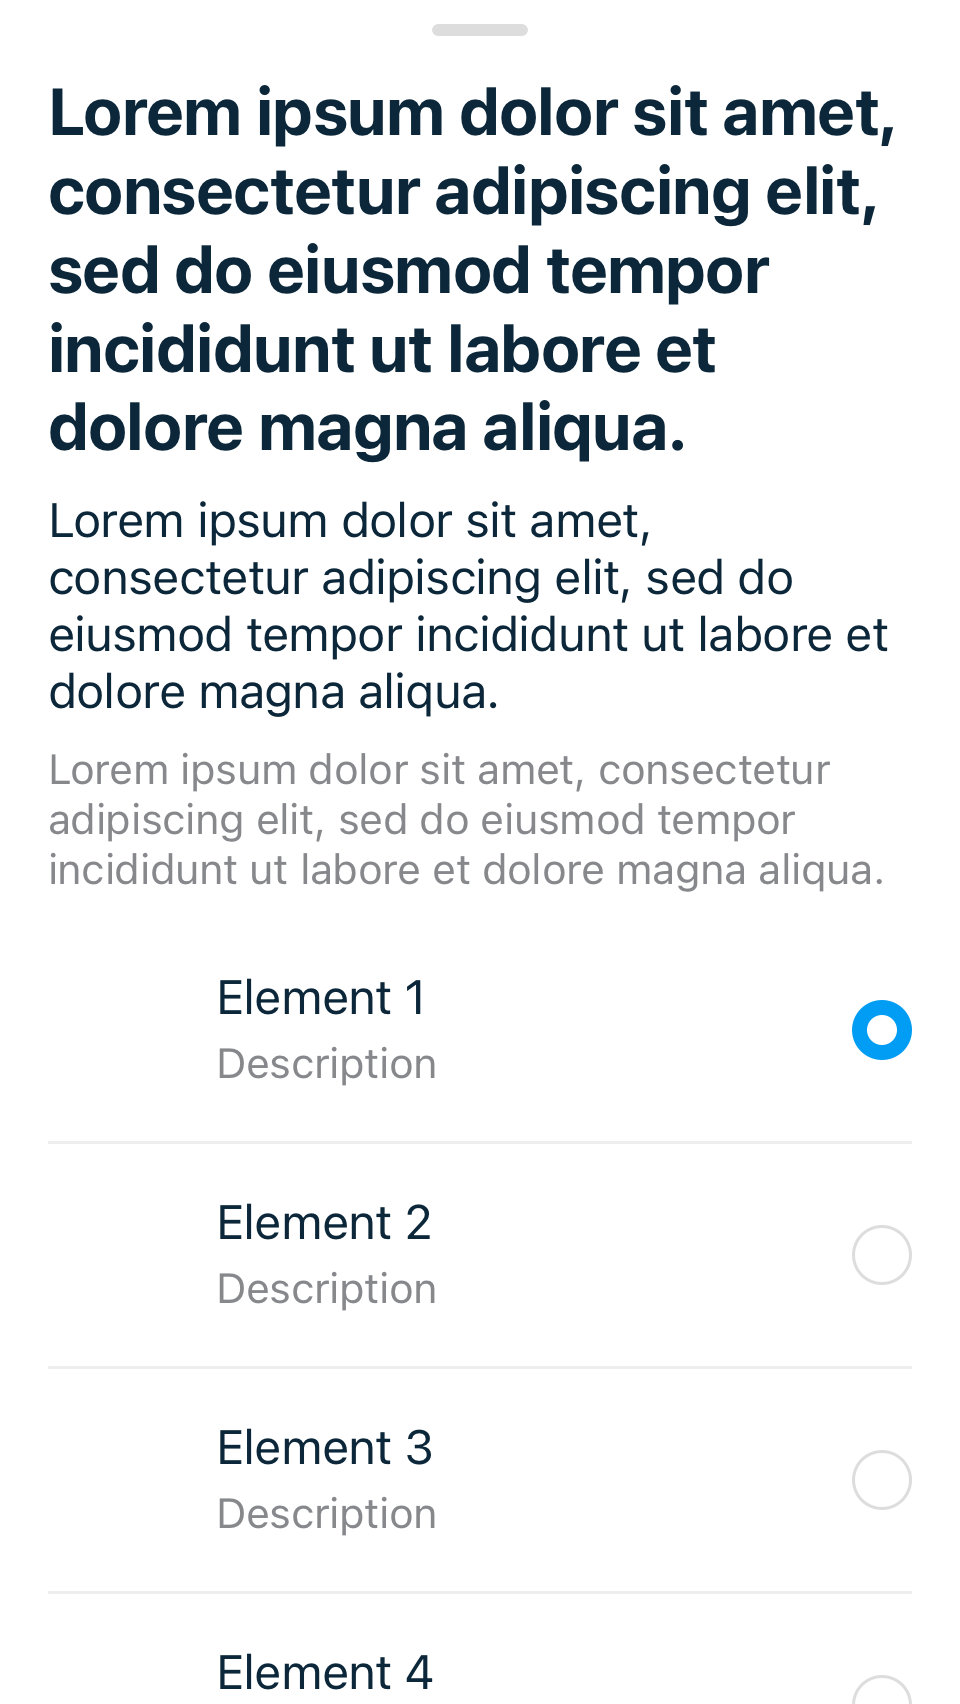 Lorem ipsum dolor sit amet,
consectetur adipiscing elit,
sed do eiusmod tempor
incididunt ut labore et
dolore magna aliqua.
Lorem ipsum dolor sit amet,
consectetur adipiscing elit, sed do
eiusmod tempor incididunt ut labore et
dolore magna aliqua.
Lorem ipsum dolor sit amet, consectetur
adipiscing elit, sed do eiusmod tempor
incididunt ut labore et dolore magna aliqua.
Element 1
Description
Element 2
Description
Element 3
Description
Element 4